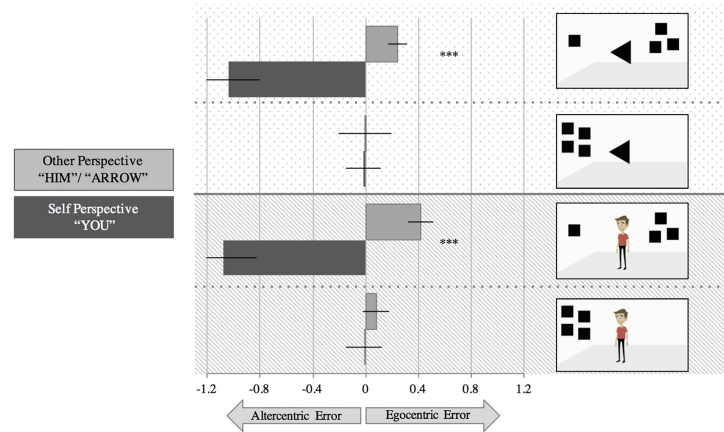 ***
Other Perspective
“HIM”/ “ARROW”
Self Perspective
“YOU”
***
-1.2 -0.8 -0.4 0 0.4 0.8 1.2
Altercentric Error Egocentric Error